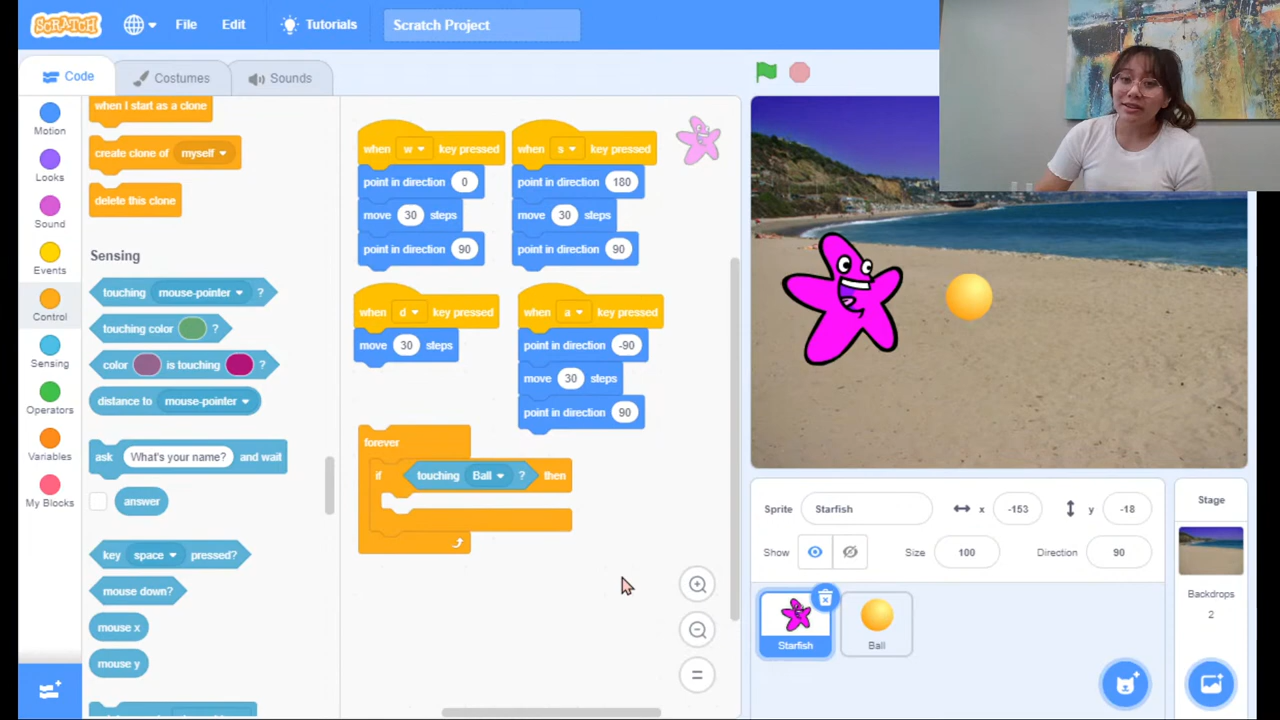 SCRATCH
File
Edit
Tutorials
Scratch Project
Code
Costumes
Sounds
Motion
Looks
Sound
Events
Control
Sensing
Operators
Variables
My Blocks
when I start as a clone
create clone of myself
delete this clone
Sensing
touching mouse-pointer ?
touching color ?
color is touching ?
distance to mouse-pointer
ask What's your name? and wait
answer
key space pressed?
mouse down?
mouse x
mouse y
when w key pressed
point in direction 0
move 30 steps
point in direction 90
when s key pressed
point in direction 180
move 30 steps
point in direction 90
when d key pressed
move 30 steps
when a key pressed
point in direction -90
move 30 steps
point in direction 90
forever
if touching Ball ? then
Sprite Starfish x -153 y -18
Show Size 100 Direction 90
Starfish
Ball
Stage
Backdrops
2